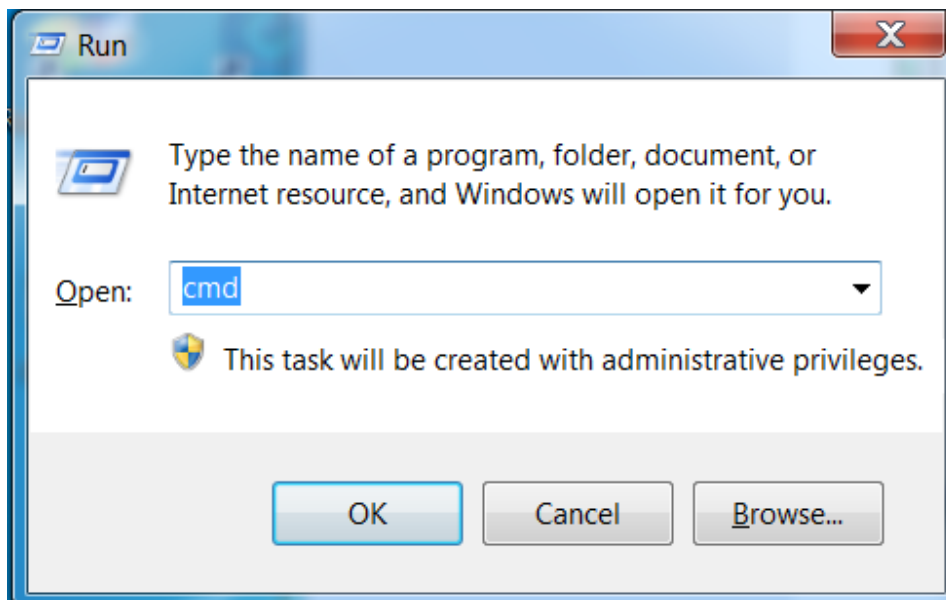 Run
Type the name of a program, folder, document, or
Internet resource, and Windows will open it for you.
Open: cmd
This task will be created with administrative privileges.
OK Cancel Browse...